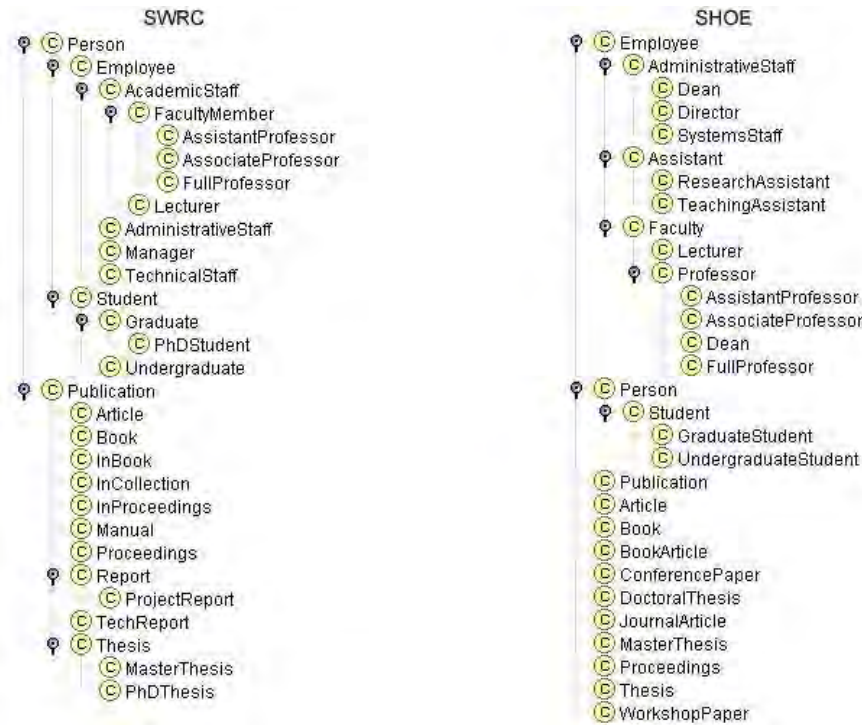 SWRC
C Person
C Employee
C AcademicStaff
C FacultyMember
C AssistantProfessor
C AssociateProfessor
C FullProfessor
C Lecturer
C AdministrativeStaff
C Manager
C TechnicalStaff
C Student
C Graduate
C PhDStudent
C Undergraduate
C Publication
C Article
C Book
C InBook
C InCollection
C InProceedings
C Manual
C Proceedings
C Report
C ProjectReport
C TechReport
C Thesis
C MasterThesis
C PhDThesis
SHOE
C Employee
C AdministrativeStaff
C Dean
C Director
C SystemsStaff
C Assistant
C ResearchAssistant
C TeachingAssistant
C Faculty
C Lecturer
C Professor
C AssistantProfessor
C AssociateProfessor
C Dean
C FullProfessor
C Person
C Student
C GraduateStudent
C UndergraduateStudent
C Publication
C Article
C Book
C BookArticle
C ConferencePaper
C DoctoralThesis
C JournalArticle
C MasterThesis
C Proceedings
C Thesis
C WorkshopPaper